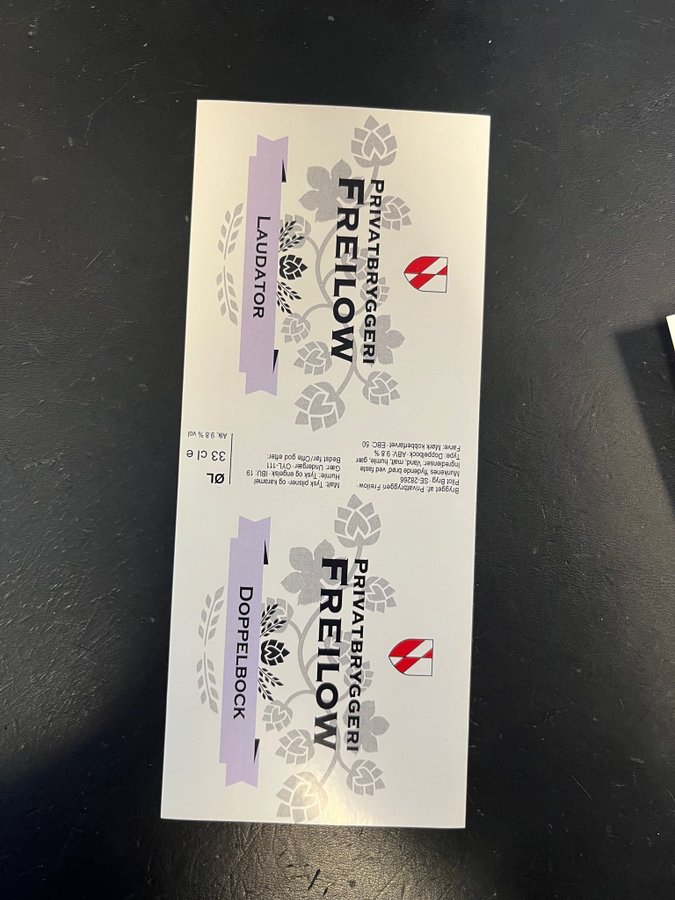 PRIVATBRYGGERI
FREILOW
LAUDATOR
Brygget af: Privatbryggeri Freilow ·
Pilot Bryg · SE-28266
Munkenes flydende brød ved faste
Ingredienser: Vand, malt, humle, gær
Type: Doppelbock · ABV: 9.8 %
Farve: Mørk kobberfarvet · EBC: 50
Malt: Tysk pilsner- og karamel
Humle: Tysk og engelsk · IBU: 19
Gær: Undergær · OYL-111
Bedst før / Ofte god efter:
ØL
33 cl e
Alk. 9.8 % vol
PRIVATBRYGGERI
FREILOW
DOPPELBOCK